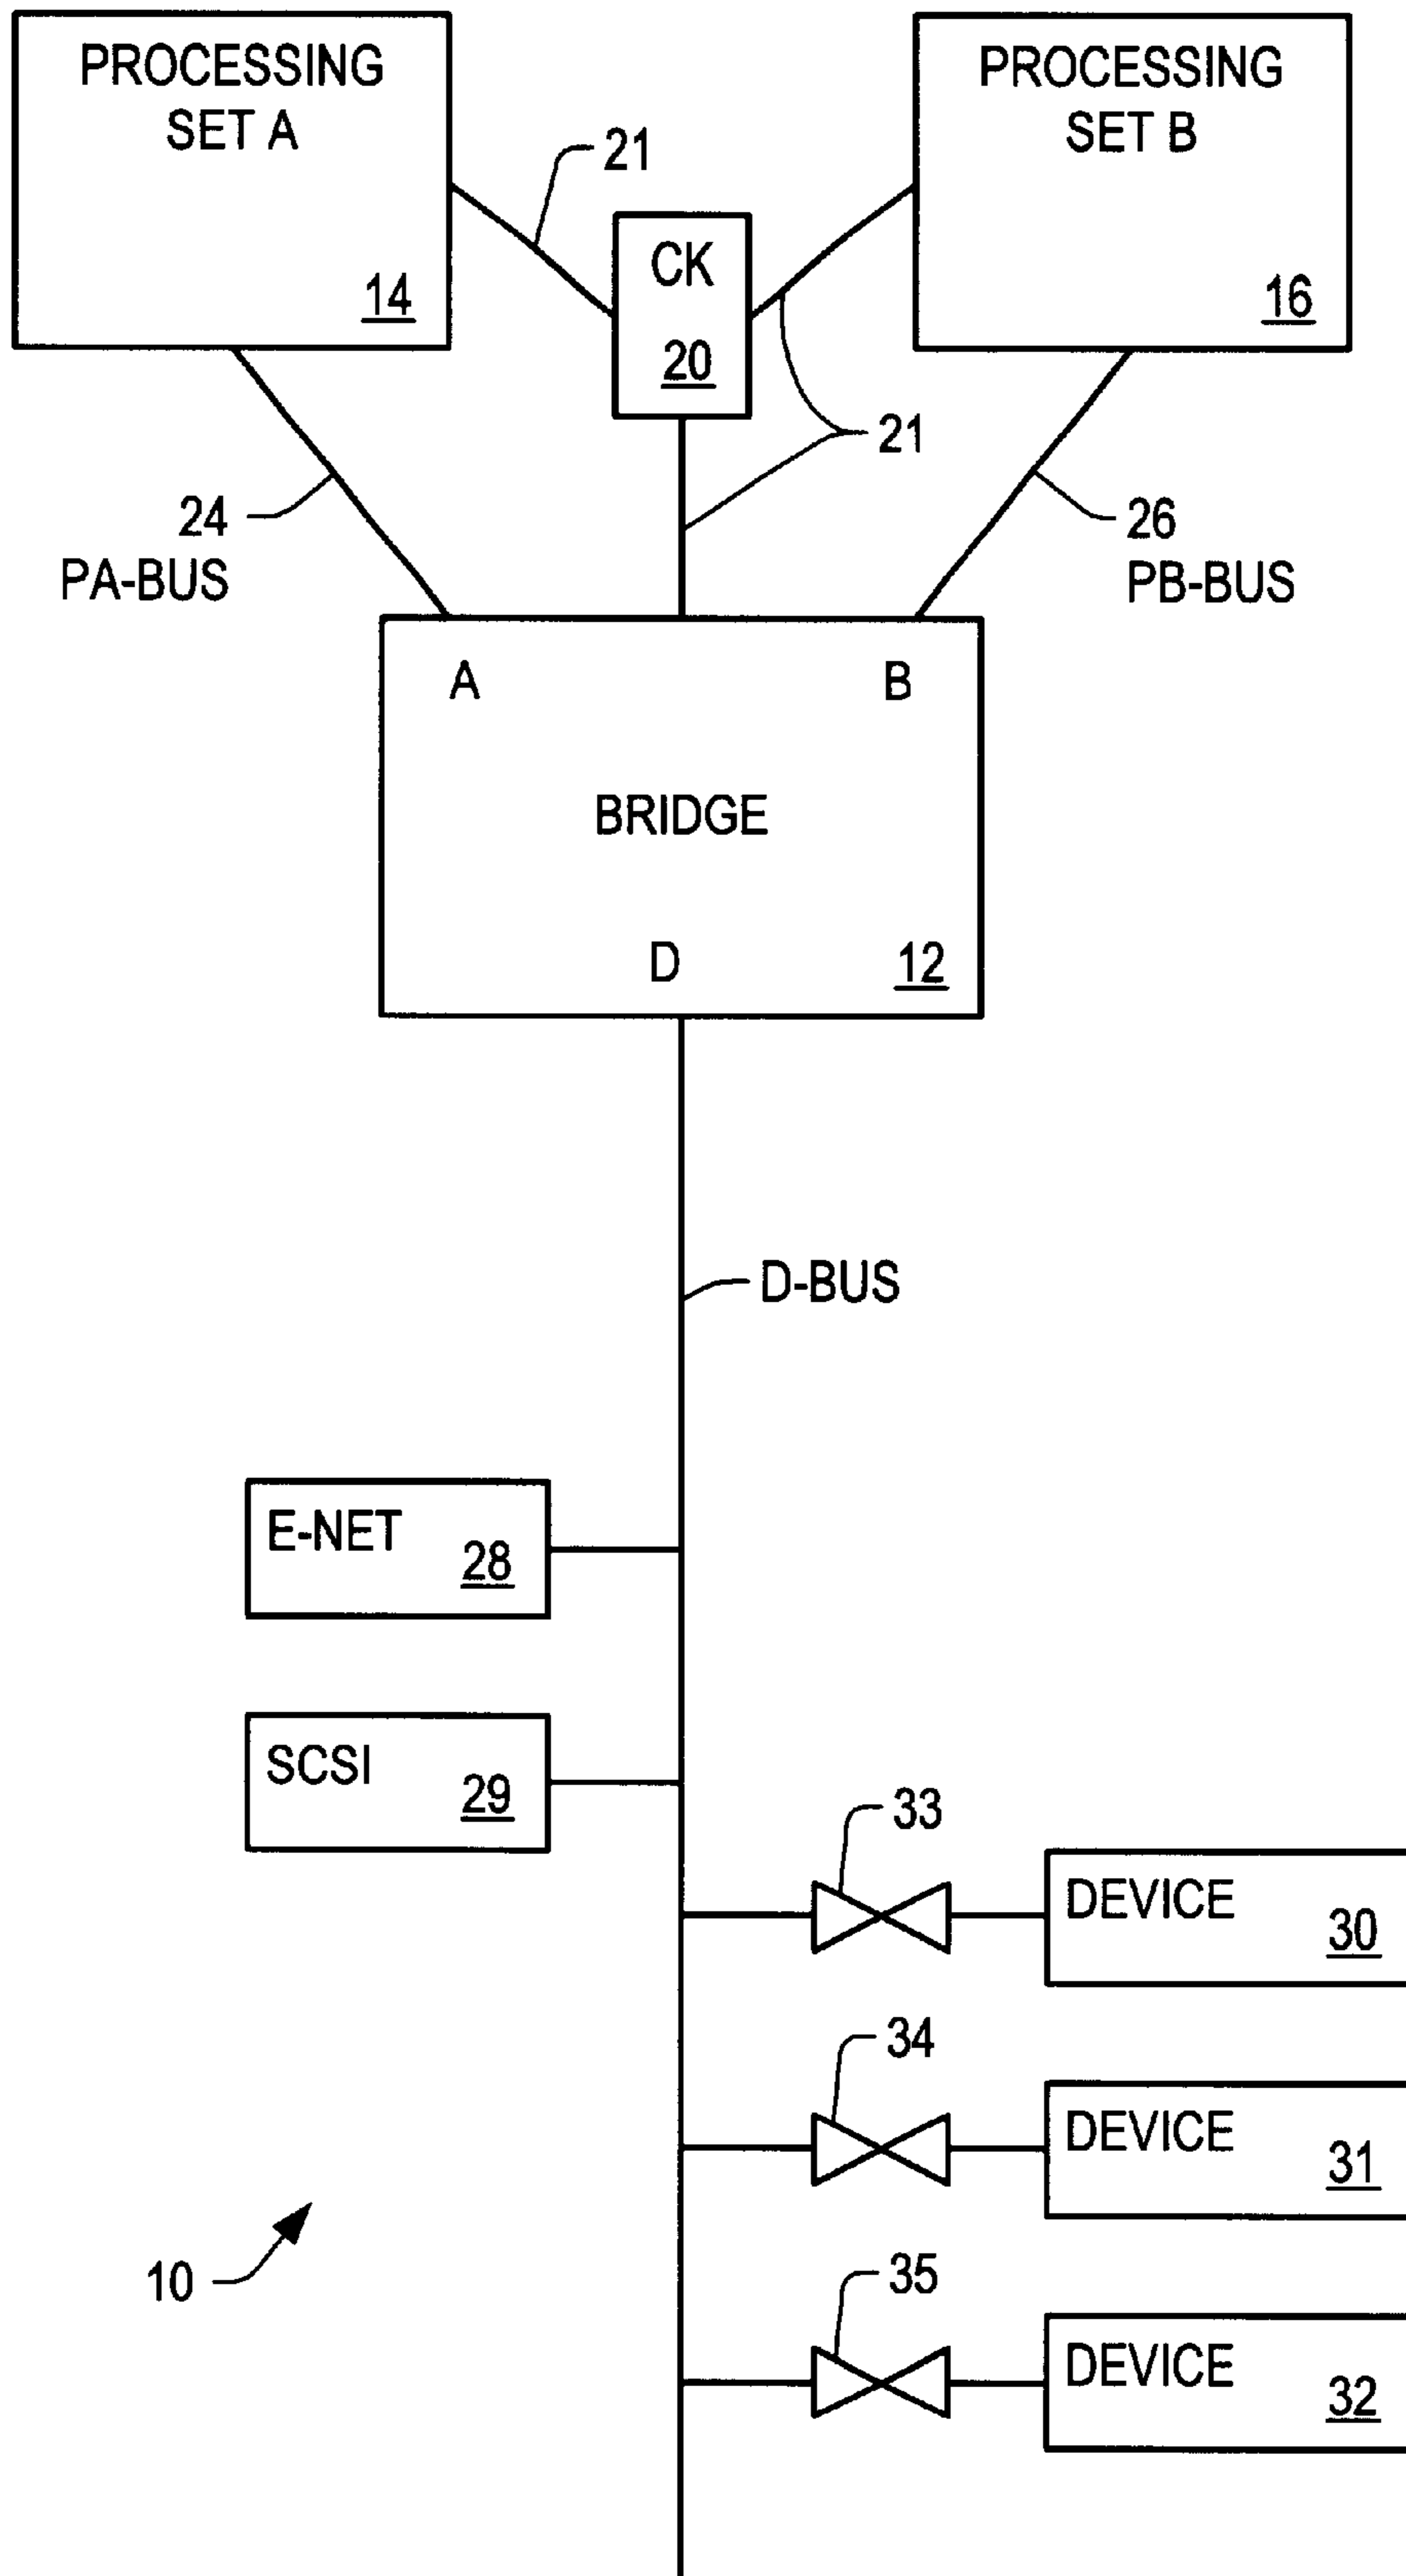 PROCESSING
SET A
14
PROCESSING
SET B
16
21
CK
20
21
24
PA-BUS
26
PB-BUS
A
B
BRIDGE
D
12
D-BUS
E-NET
28
SCSI
29
33
DEVICE
30
34
DEVICE
31
10
35
DEVICE
32